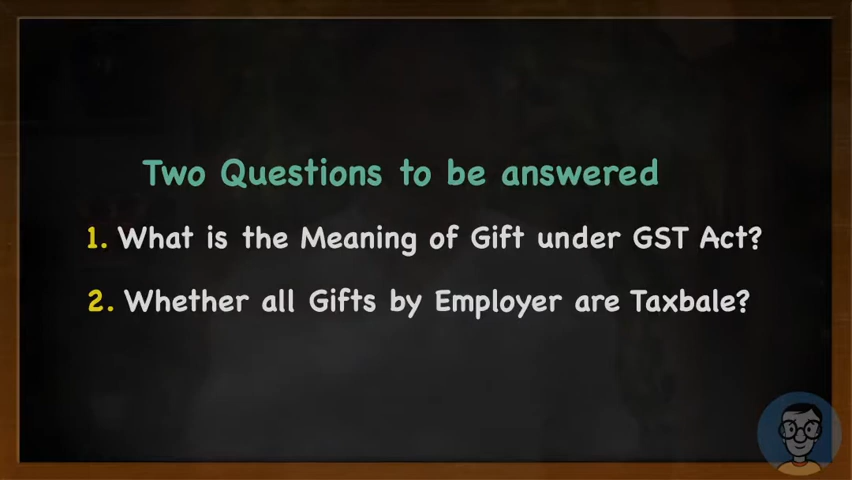 Two Questions to be answered
1. What is the Meaning of Gift under GST Act?
2. Whether all Gifts by Employer are Taxbale?